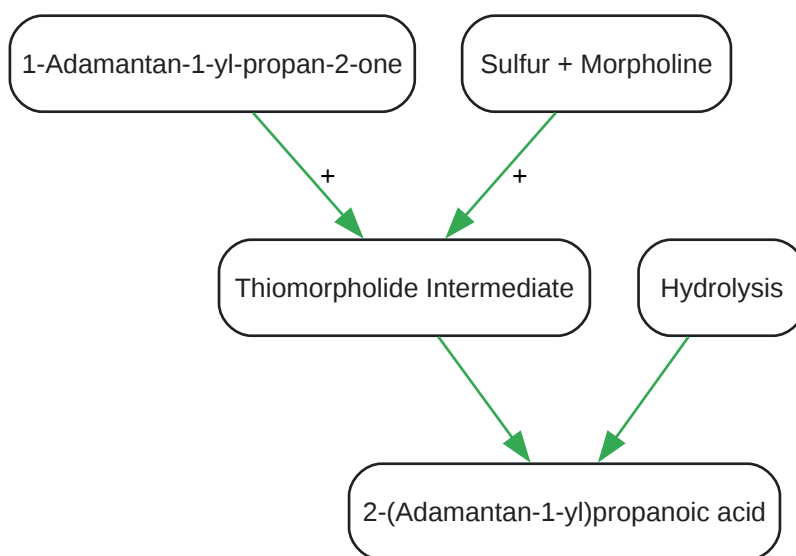 1-Adamantan-1-yl-propan-2-one
Sulfur + Morpholine
+
+
Thiomorpholide Intermediate
Hydrolysis
2-(Adamantan-1-yl)propanoic acid